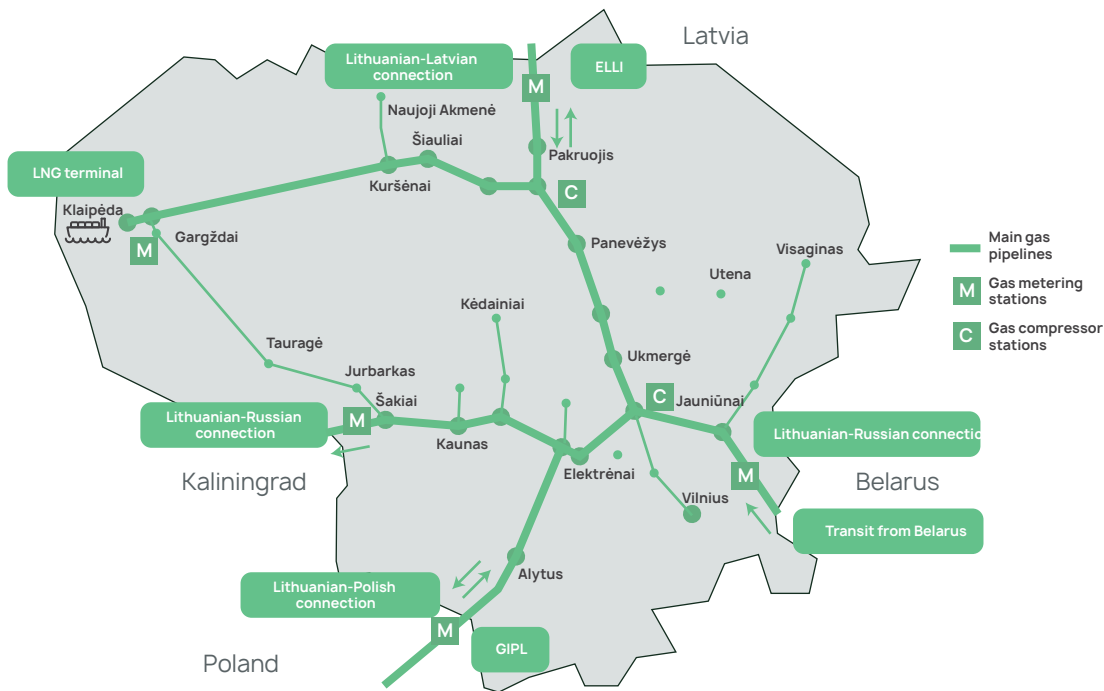 Latvia
Lithuanian-Latvian
connection
ELLI
M
Naujoji Akmenė
Šiauliai
Pakruojis
LNG terminal
Kuršėnai
C
Klaipėda
Gargždai
M
Panevėžys
Visaginas
Utena
Main gas
pipelines
M
Gas metering
stations
C
Gas compressor
stations
Kėdainiai
Tauragė
Ukmergė
Jurbarkas
Šakiai
C
Jauniūnai
Lithuanian-Russian
connection
M
Kaunas
Lithuanian-Russian connectio
Elektrėnai
M
Kaliningrad
Belarus
Vilnius
Transit from Belarus
Alytus
Lithuanian-Polish
connection
M
GIPL
Poland